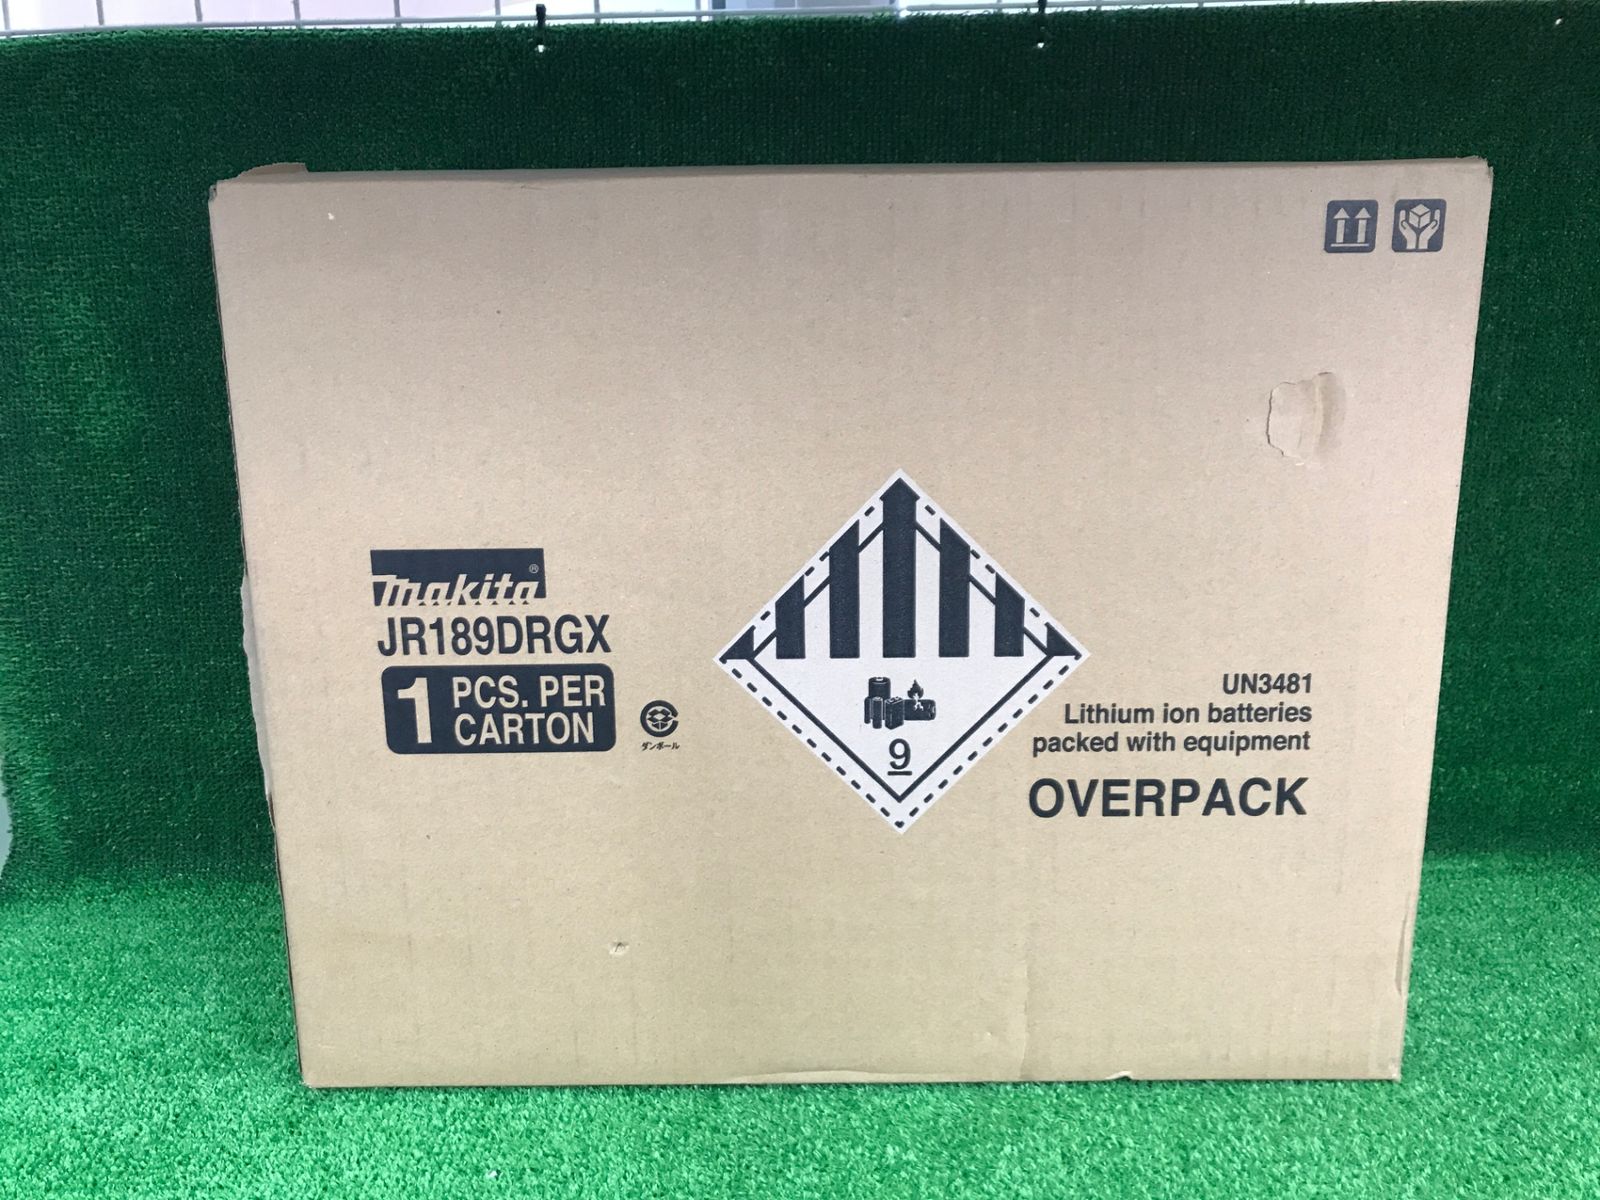 makita®
JR189DRGX
1 PCS. PER
CARTON
ダンボール
9
UN3481
Lithium ion batteries
packed with equipment
OVERPACK